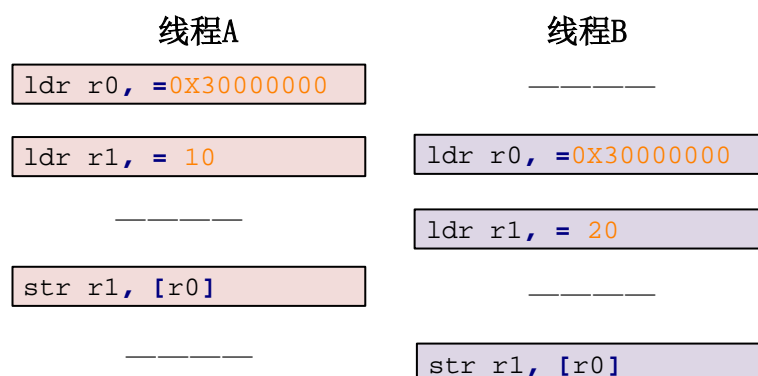 线程A
线程B
ldr r0, =0X30000000
————
ldr r1, = 10
ldr r0, =0X30000000
————
ldr r1, = 20
str r1, [r0]
————
————
str r1, [r0]